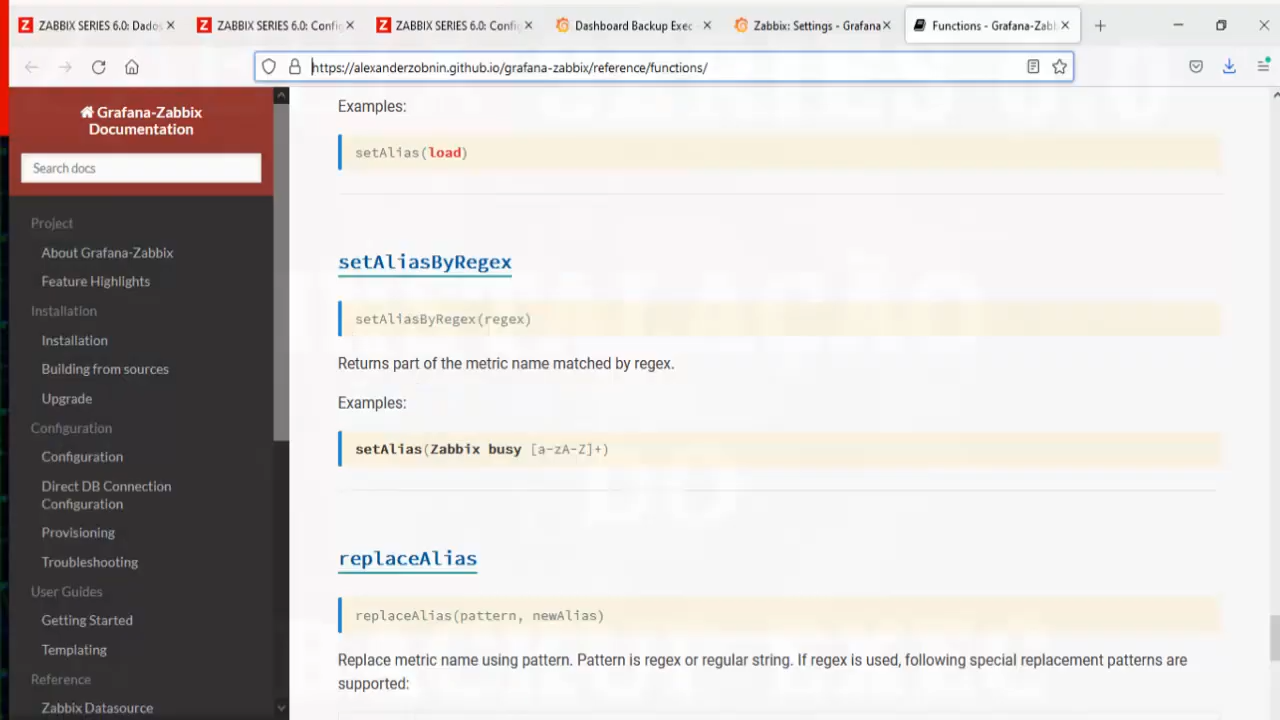 ZABBIX SERIES 6.0: Dados
ZABBIX SERIES 6.0: Config
ZABBIX SERIES 6.0: Config
Dashboard Backup Exec
Zabbix: Settings - Grafana
Functions - Grafana-Zabb
https://alexanderzobnin.github.io/grafana-zabbix/reference/functions/
Grafana-Zabbix
Documentation
Search docs
Project
About Grafana-Zabbix
Feature Highlights
Installation
Installation
Building from sources
Upgrade
Configuration
Configuration
Direct DB Connection
Configuration
Provisioning
Troubleshooting
User Guides
Getting Started
Templating
Reference
Zabbix Datasource
Examples:
setAlias(load)
setAliasByRegex
setAliasByRegex(regex)
Returns part of the metric name matched by regex.
Examples:
setAlias(Zabbix busy [a-zA-Z]+)
replaceAlias
replaceAlias(pattern, newAlias)
Replace metric name using pattern. Pattern is regex or regular string. If regex is used, following special replacement patterns are
supported:
DO